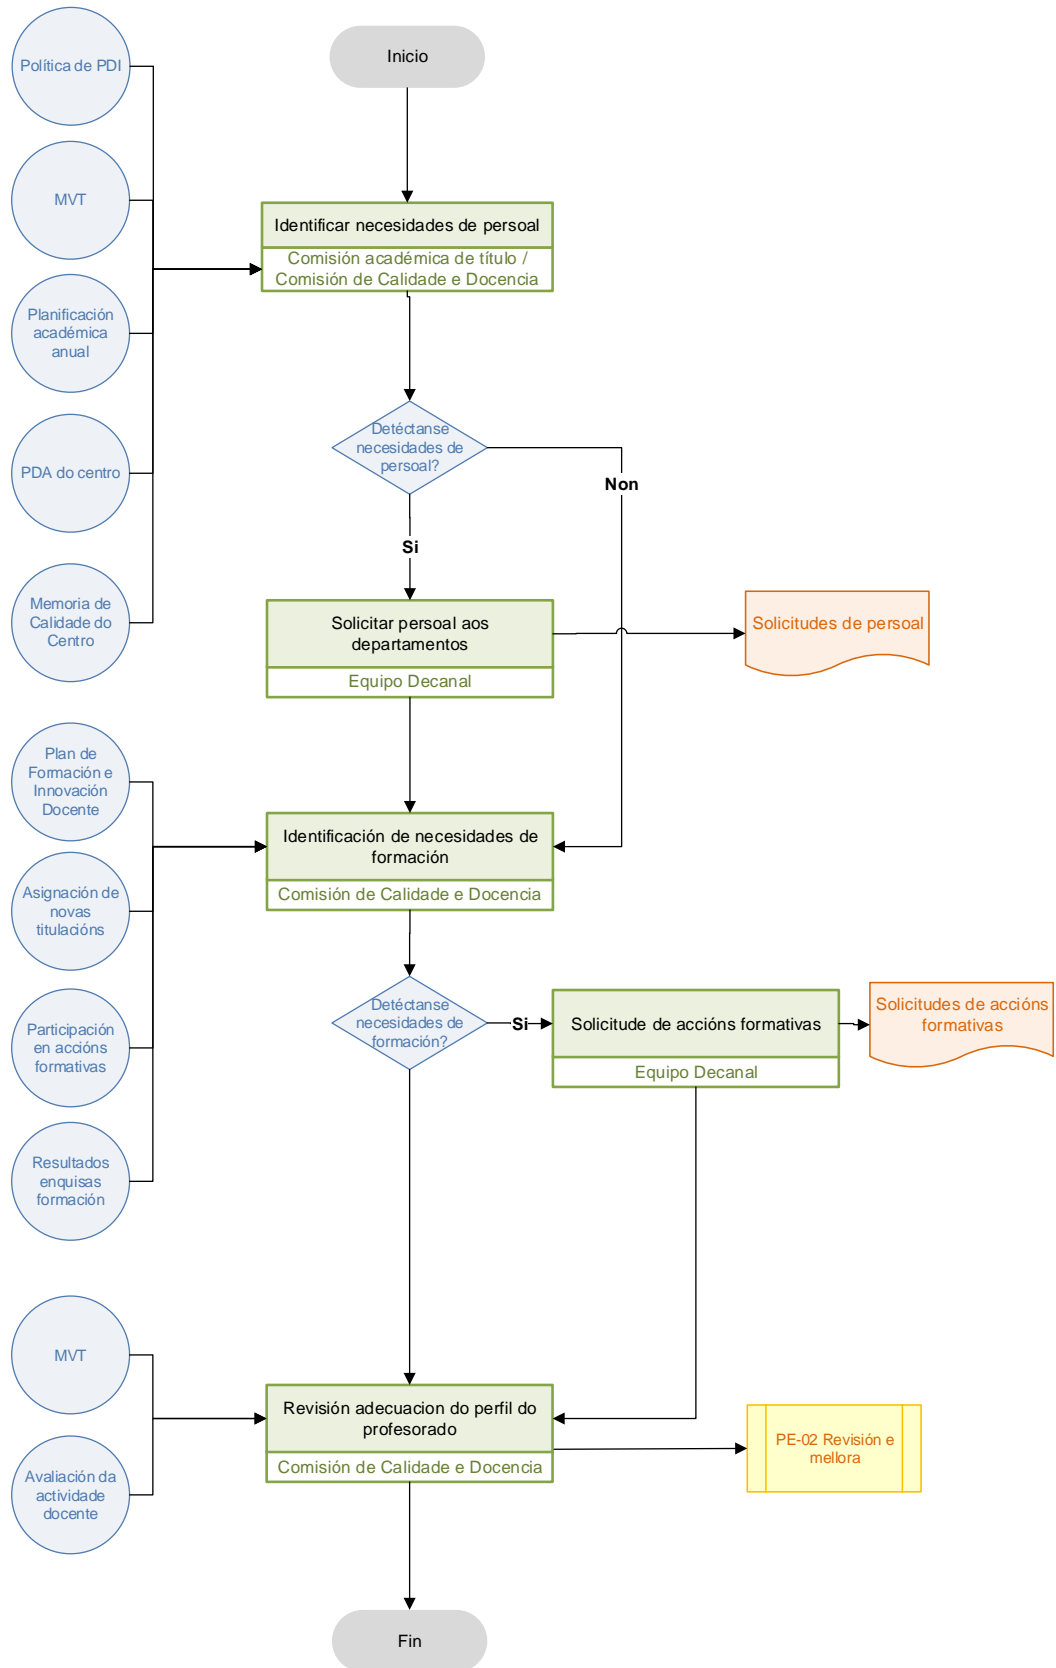 Política de PDI
Inicio
MVT
Identificar necesidades de persoal
Comisión académica de título /
Comisión de Calidade e Docencia
Planificación
académica
anual
Detéctanse
necesidades de
persoal?
PDA do centro
Non
Si
Memoria de
Calidade do
Centro
Solicitar persoal aos
departamentos
Equipo Decanal
Solicitudes de persoal
Plan de
Formación e
Innovación
Docente
Identificación de necesidades de
formación
Comisión de Calidade e Docencia
Asignación de
novas
titulacións
Detéctanse
necesidades de
formación?
Si
Solicitude de accións formativas
Equipo Decanal
Solicitudes de accións
formativas
Participación
en accións
formativas
Resultados
enquisas
formación
MVT
Revisión adecuacion do perfil do
profesorado
Comisión de Calidade e Docencia
PE-02 Revisión e
mellora
Avaliación da
actividade
docente
Fin